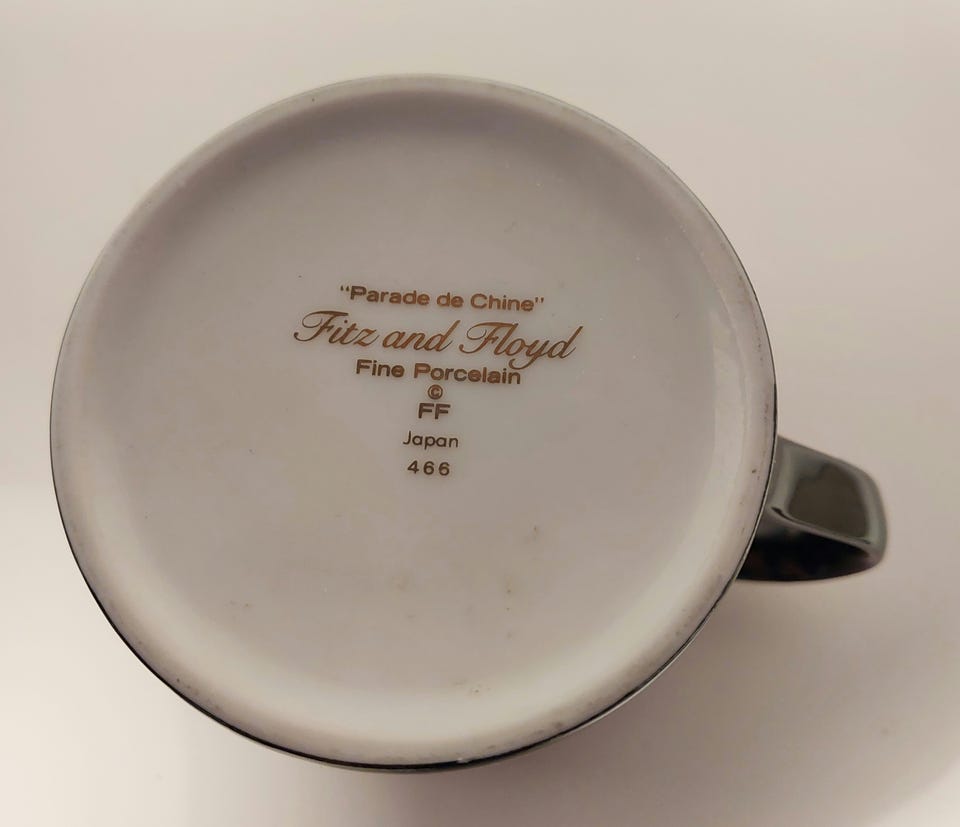 “Parade de Chine”
Fitz and Floyd
Fine Porcelain
©
FF
Japan
466